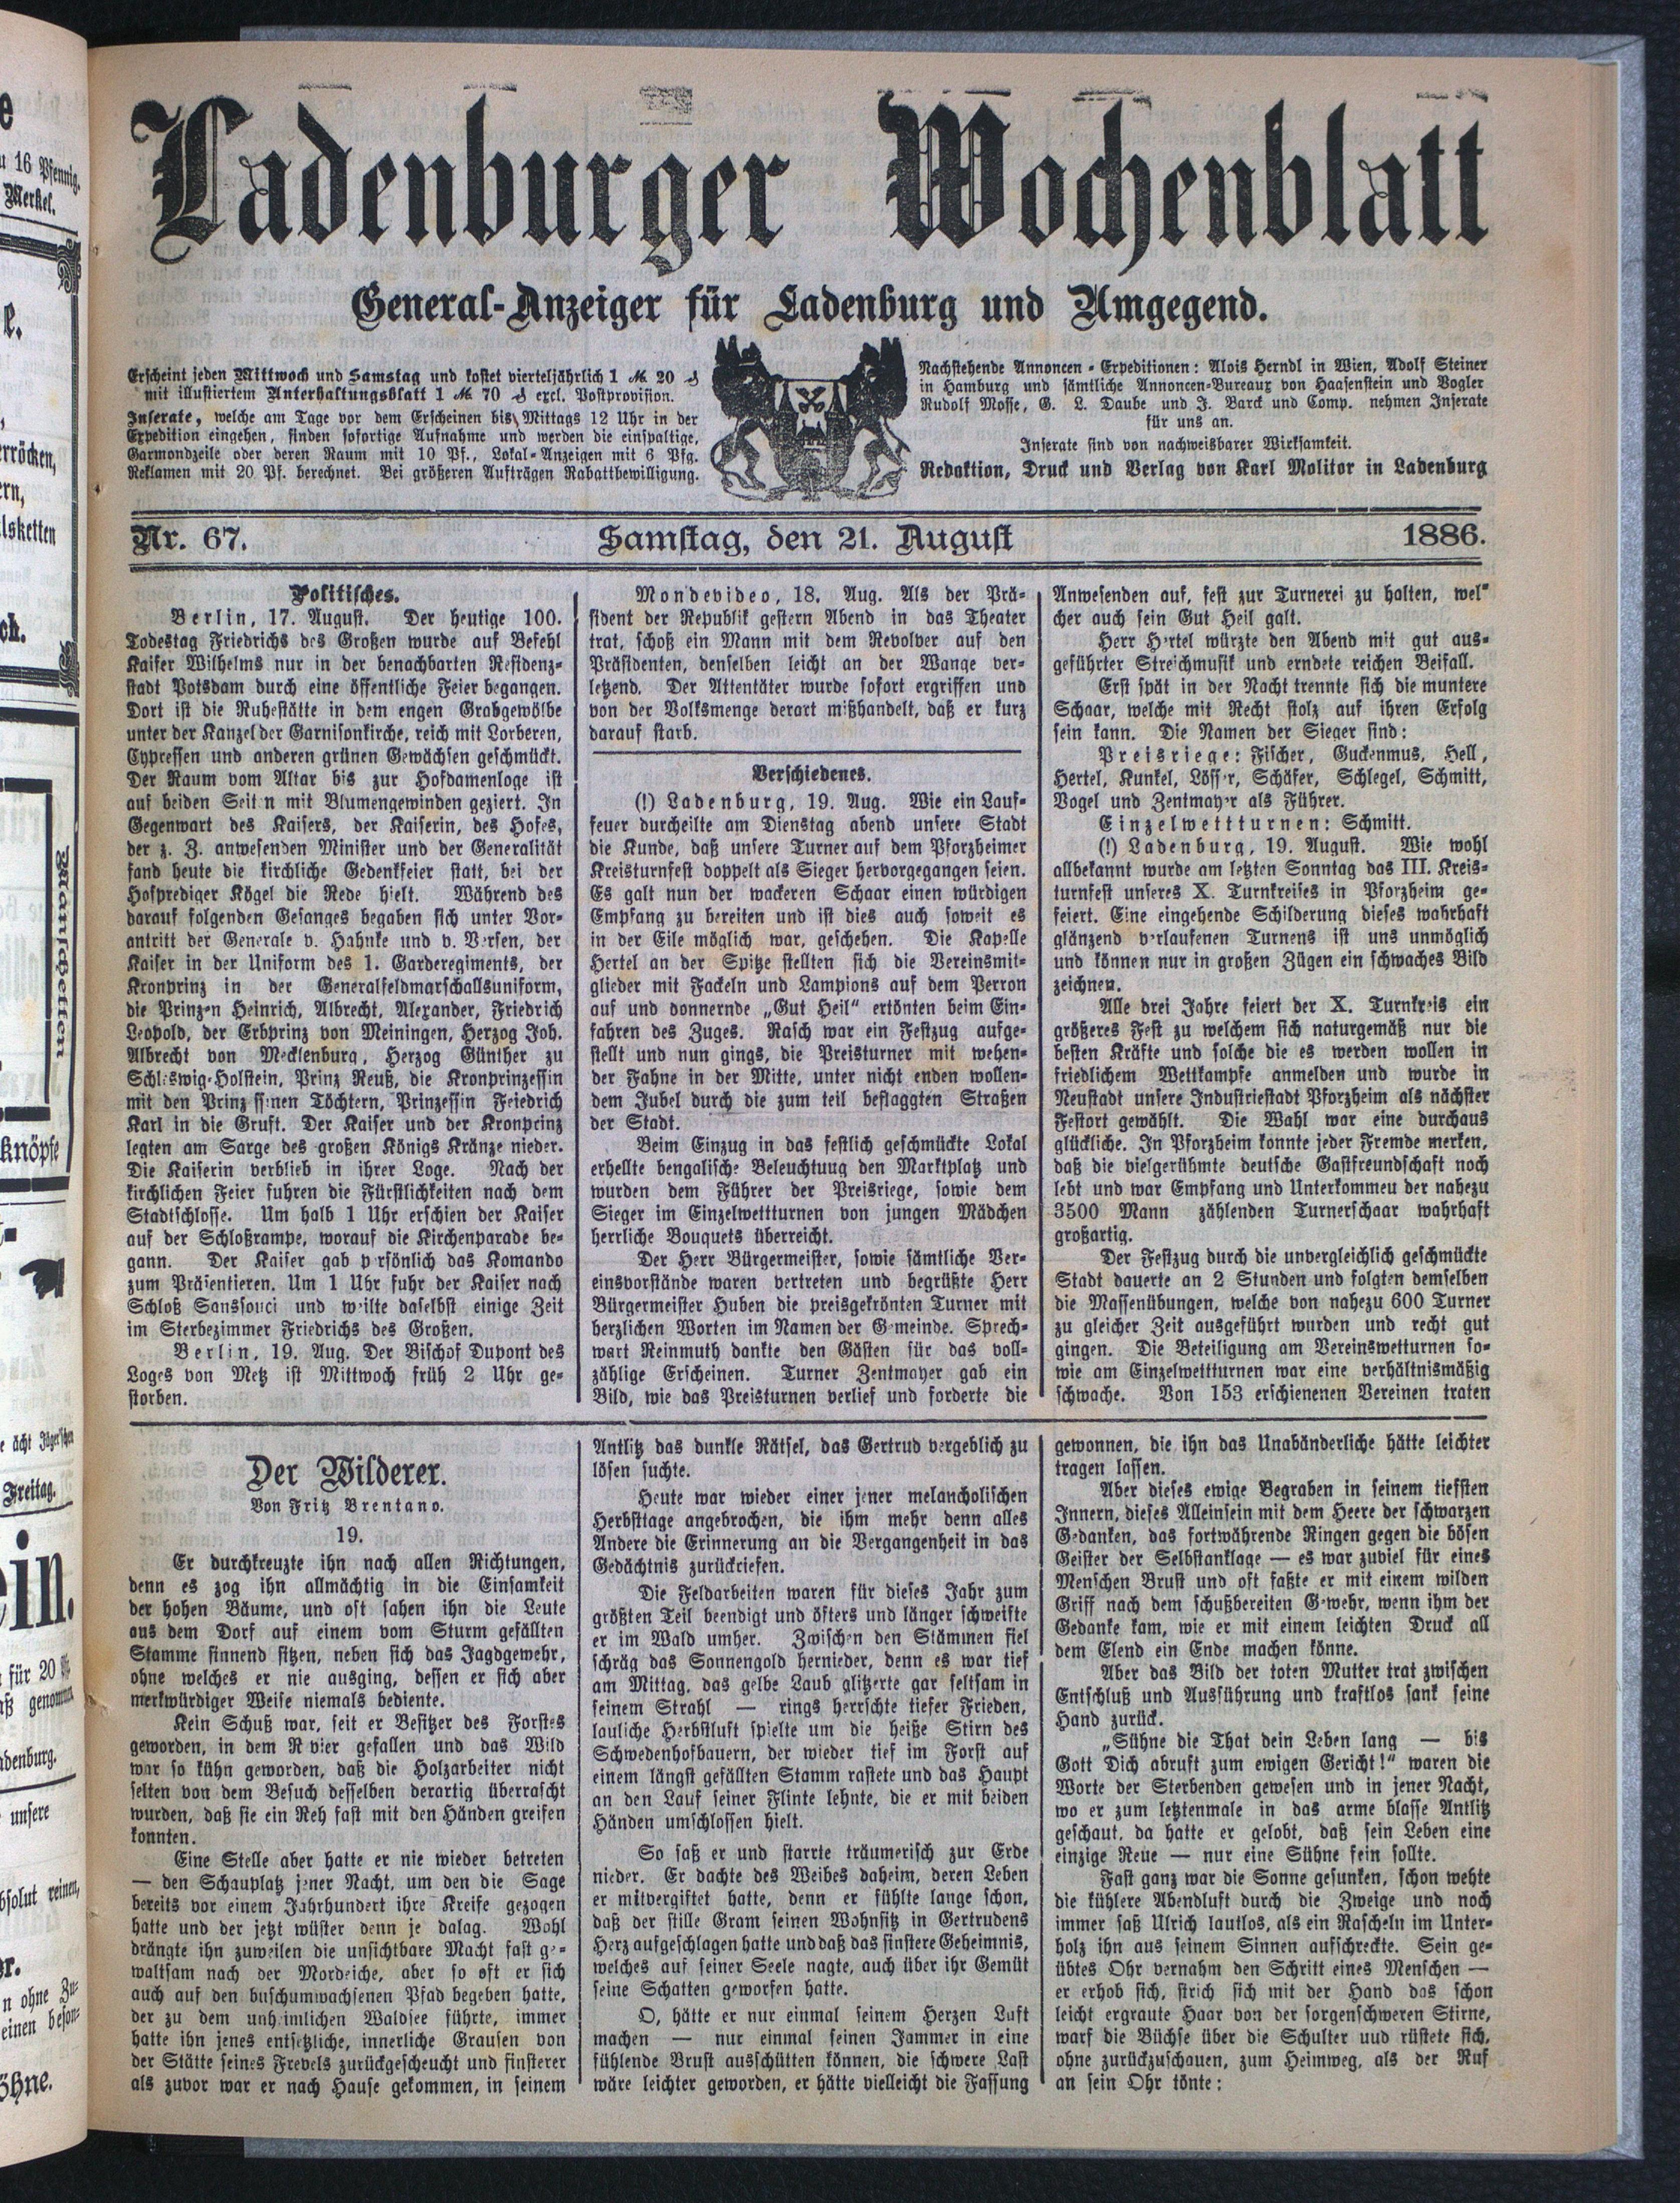 Ladenburger Wochenblatt
General-Anzeiger für Ladenburg und Umgegend.
Erscheint jeden Mittwoch und Samstag und kostet vierteljährlich 1 M. 20 ₰
mit illustriertem Unterhaltungsblatt 1 M 70 ₰ excl. Postprovision.
Inserate, welche am Tage vor dem Erscheinen bis Mittags 12 Uhr in der
Expedition eingehen, finden sofortige Aufnahme und werden die einspaltige,
Garmondzeile oder deren Raum mit 10 Pf., Lokal-Anzeigen mit 6 Pfg.
Reklamen mit 20 Pf. berechnet. Bei größeren Aufträgen Rabattbewilligung.
Nachstehende Annoncen-Expeditionen: Alois Herndl in Wien, Adolf Steiner
in Hamburg und sämtliche Annoncen-Bureaux von Haasenstein und Vogler
Rudolf Mosse, G. L. Daube und J. Barck und Comp. nehmen Inserate
für uns an.
Inserate sind von nachweisbarer Wirksamkeit.
Redaktion, Druck und Verlag von Karl Molitor in Ladenburg
Nr. 67. Samstag, den 21. August 1886.
Politisches.
Berlin, 17. August. Der heutige 100.
Todestag Friedrichs des Großen wurde auf Befehl
Kaiser Wilhelms nur in der benachbarten Residenz-
stadt Potsdam durch eine öffentliche Feier begangen.
Dort ist die Ruhestätte in dem engen Grabgewölbe
unter der Kanzel der Garnisonkirche, reich mit Lorberen,
Cypressen und anderen grünen Gewächsen geschmückt.
Der Raum vom Altar bis zur Hofdamenloge ist
auf beiden Seit n mit Blumengewinden geziert. In
Gegenwart des Kaisers, der Kaiserin, des Hofes,
der z. Z. anwesenden Minister und der Generalität
fand heute die kirchliche Gedenkfeier statt, bei der
Hofprediger Kögel die Rede hielt. Während des
darauf folgenden Gesanges begaben sich unter Vor-
antritt der Generale v. Hahnke und v. Versen, der
Kaiser in der Uniform des 1. Garderegiments, der
Kronprinz in der Generalfeldmarschallsuniform,
die Prinzen Heinrich, Albrecht, Alexander, Friedrich
Leopold, der Erbprinz von Meiningen, Herzog Joh.
Albrecht von Mecklenburg, Herzog Günther zu
Schleswig-Holstein, Prinz Reuß, die Kronprinzessin
mit den Prinz ssinen Töchtern, Prinzessin Feiedrich
Karl in die Gruft. Der Kaiser und der Kronprinz
legten am Sarge des großen Königs Kränze nieder.
Die Kaiserin verblieb in ihrer Loge. Nach der
kirchlichen Feier fuhren die Fürstlichkeiten nach dem
Stadtschlosse. Um halb 1 Uhr erschien der Kaiser
auf der Schloßrampe, worauf die Kirchenparade be-
gann. Der Kaiser gab p rsönlich das Komando
zum Präsentieren. Um 1 Uhr fuhr der Kaiser nach
Schloß Sanssouci und weilte daselbst einige Zeit
im Sterbezimmer Friedrichs des Großen.
Berlin, 19. Aug. Der Bischof Dupont des
Loges von Metz ist Mittwoch früh 2 Uhr ge-
storben.
Mondevideo, 18. Aug. Als der Prä-
sident der Republik gestern Abend in das Theater
trat, schoß ein Mann mit dem Revolver auf den
Präsidenten, denselben leicht an der Wange ver-
letzend. Der Attentäter wurde sofort ergriffen und
von der Volksmenge derart mißhandelt, daß er kurz
darauf starb.
Verschiedenes.
(!) Ladenburg, 19. Aug. Wie ein Lauf-
feuer durcheilte am Dienstag abend unsere Stadt
die Kunde, daß unsere Turner auf dem Pforzheimer
Kreisturnfest doppelt als Sieger hervorgegangen seien.
Es galt nun der wackeren Schaar einen würdigen
Empfang zu bereiten und ist dies auch soweit es
in der Eile möglich war, geschehen. Die Kapelle
Hertel an der Spitze stellten sich die Vereinsmit-
glieder mit Fackeln und Lampions auf dem Perron
auf und donnernde „Gut Heil“ ertönten beim Ein-
fahren des Zuges. Rasch war ein Festzug aufge-
stellt und nun gings, die Preisturner mit wehen-
der Fahne in der Mitte, unter nicht enden wollen-
dem Jubel durch die zum teil beflaggten Straßen
der Stadt.
Beim Einzug in das festlich geschmückte Lokal
erhellte bengalische Beleuchtuug den Marktplatz und
wurden dem Führer der Preisriege, sowie dem
Sieger im Einzelwettturnen von jungen Mädchen
herrliche Bouquets überreicht.
Der Herr Bürgermeister, sowie sämtliche Ver-
einsvorstände waren vertreten und begrüßte Herr
Bürgermeister Huben die preisgekrönten Turner mit
herzlichen Worten im Namen der Gemeinde. Sprech-
wart Reinmuth dankte den Gästen für das voll-
zählige Erscheinen. Turner Zentmayer gab ein
Bild, wie das Preisturnen verlief und forderte die
Anwesenden auf, fest zur Turnerei zu halten, wel-
cher auch sein Gut Heil galt.
Herr Hertel würzte den Abend mit gut aus-
geführter Streichmusik und erndete reichen Beifall.
Erst spät in der Nacht trennte sich die muntere
Schaar, welche mit Recht stolz auf ihren Erfolg
sein kann. Die Namen der Sieger sind:
Preisriege: Fischer, Guckenmus, Hell,
Hertel, Kunkel, Lösser, Schäfer, Schlegel, Schmitt,
Vogel und Zentmayer als Führer.
Einzelwettturnen: Schmitt.
(!) Ladenburg, 19. August. Wie wohl
allbekannt wurde am letzten Sonntag das III. Kreis-
turnfest unseres X. Turnkreises in Pforzheim ge-
feiert. Eine eingehende Schilderung dieses wahrhaft
glänzend verlaufenen Turnens ist uns unmöglich
und können nur in großen Zügen ein schwaches Bild
zeichnen.
Alle drei Jahre feiert der X. Turnkreis ein
größeres Fest zu welchem sich naturgemäß nur die
besten Kräfte und solche die es werden wollen in
friedlichem Wettkampfe anmelden und wurde in
Neustadt unsere Industriestadt Pforzheim als nächster
Festort gewählt. Die Wahl war eine durchaus
glückliche. In Pforzheim konnte jeder Fremde merken,
daß die vielgerühmte deutsche Gastfreundschaft noch
lebt und war Empfang und Unterkommeu der nahezu
3500 Mann zählenden Turnerschaar wahrhaft
großartig.
Der Festzug durch die unvergleichlich geschmückte
Stadt dauerte an 2 Stunden und folgten demselben
die Massenübungen, welche von nahezu 600 Turner
zu gleicher Zeit ausgeführt wurden und recht gut
gingen. Die Beteiligung am Vereinswetturnen so-
wie am Einzelwettturnen war eine verhältnismäßig
schwache. Von 153 erschienenen Vereinen traten
Der Wilderer.
Von Fritz Brentano.
19.
Er durchkreuzte ihn nach allen Richtungen,
denn es zog ihn allmächtig in die Einsamkeit
der hohen Bäume, und oft sahen ihn die Leute
aus dem Dorf auf einem vom Sturm gefällten
Stamme sinnend sitzen, neben sich das Jagdgewehr,
ohne welches er nie ausging, dessen er sich aber
merkwürdiger Weise niemals bediente.
Kein Schuß war, seit er Besitzer des Forstes
geworden, in dem R vier gefallen und das Wild
war so kühn geworden, daß die Holzarbeiter nicht
selten von dem Besuch desselben derartig überrascht
wurden, daß sie ein Reh fast mit den Händen greifen
konnten.
Eine Stelle aber hatte er nie wieder betreten
— den Schauplatz jener Nacht, um den die Sage
bereits vor einem Jahrhundert ihre Kreise gezogen
hatte und der jetzt wüster denn je dalag. Wohl
drängte ihn zuweilen die unsichtbare Macht fast ge-
waltsam nach der Mordeiche, aber so oft er sich
auch auf den buschumwachsenen Pfad begeben hatte,
der zu dem unheimlichen Waldsee führte, immer
hatte ihn jenes entsetzliche, innerliche Grausen von
der Stätte seines Frevels zurückgescheucht und finsterer
als zuvor war er nach Hause gekommen, in seinem
Antlitz das dunkle Rätsel, das Gertrud vergeblich zu
lösen suchte.
Heute war wieder einer jener melancholischen
Herbsttage angebrochen, die ihm mehr denn alles
Andere die Erinnerung an die Vergangenheit in das
Gedächtnis zurückriefen.
Die Feldarbeiten waren für dieses Jahr zum
größten Teil beendigt und öfters und länger schweifte
er im Wald umher. Zwischen den Stämmen fiel
schräg das Sonnengold hernieder, denn es war tief
am Mittag, das gelbe Laub glitzerte gar seltsam in
seinem Strahl — rings herrschte tiefer Frieden,
lauliche Herbstluft spielte um die heiße Stirn des
Schwedenhofbauern, der wieder tief im Forst auf
einem längst gefällten Stamm rastete und das Haupt
an den Lauf seiner Flinte lehnte, die er mit beiden
Händen umschlossen hielt.
So saß er und starrte träumerisch zur Erde
nieder. Er dachte des Weibes daheim, deren Leben
er mitvergiftet hatte, denn er fühlte lange schon,
daß der stille Gram seinen Wohnsitz in Gertrudens
Herz aufgeschlagen hatte und daß das finstere Geheimnis,
welches auf seiner Seele nagte, auch über ihr Gemüt
seine Schatten geworfen hatte.
O, hätte er nur einmal seinem Herzen Luft
machen — nur einmal seinen Jammer in eine
fühlende Brust ausschütten können, die schwere Last
wäre leichter geworden, er hätte vielleicht die Fassung
gewonnen, die ihn das Unabänderliche hätte leichter
tragen lassen.
Aber dieses ewige Begraben in seinem tiefsten
Innern, dieses Alleinsein mit dem Heere der schwarzen
Gedanken, das fortwährende Ringen gegen die bösen
Geister der Selbstanklage — es war zuviel für eines
Menschen Brust und oft faßte er mit einem wilden
Griff nach dem schußbereiten Gewehr, wenn ihm der
Gedanke kam, wie er mit einem leichten Druck all
dem Elend ein Ende machen könne.
Aber das Bild der toten Mutter trat zwischen
Entschluß und Ausführung und kraftlos sank seine
Hand zurück.
„Sühne die That dein Leben lang — bis
Gott Dich abruft zum ewigen Gericht!“ waren die
Worte der Sterbenden gewesen und in jener Nacht,
wo er zum letztenmale in das arme blasse Antlitz
geschaut, da hatte er gelobt, daß sein Leben eine
einzige Reue — nur eine Sühne sein sollte.
Fast ganz war die Sonne gesunken, schon wehte
die kühlere Abendluft durch die Zweige und noch
immer saß Ulrich lautlos, als ein Rascheln im Unter-
holz ihn aus seinem Sinnen aufschreckte. Sein ge-
übtes Ohr vernahm den Schritt eines Menschen —
er erhob sich, strich sich mit der Hand das schon
leicht ergraute Haar von der sorgenschweren Stirne,
warf die Büchse über die Schulter uud rüstete sich,
ohne zurückzuschauen, zum Heimweg, als der Ruf
an sein Ohr tönte: